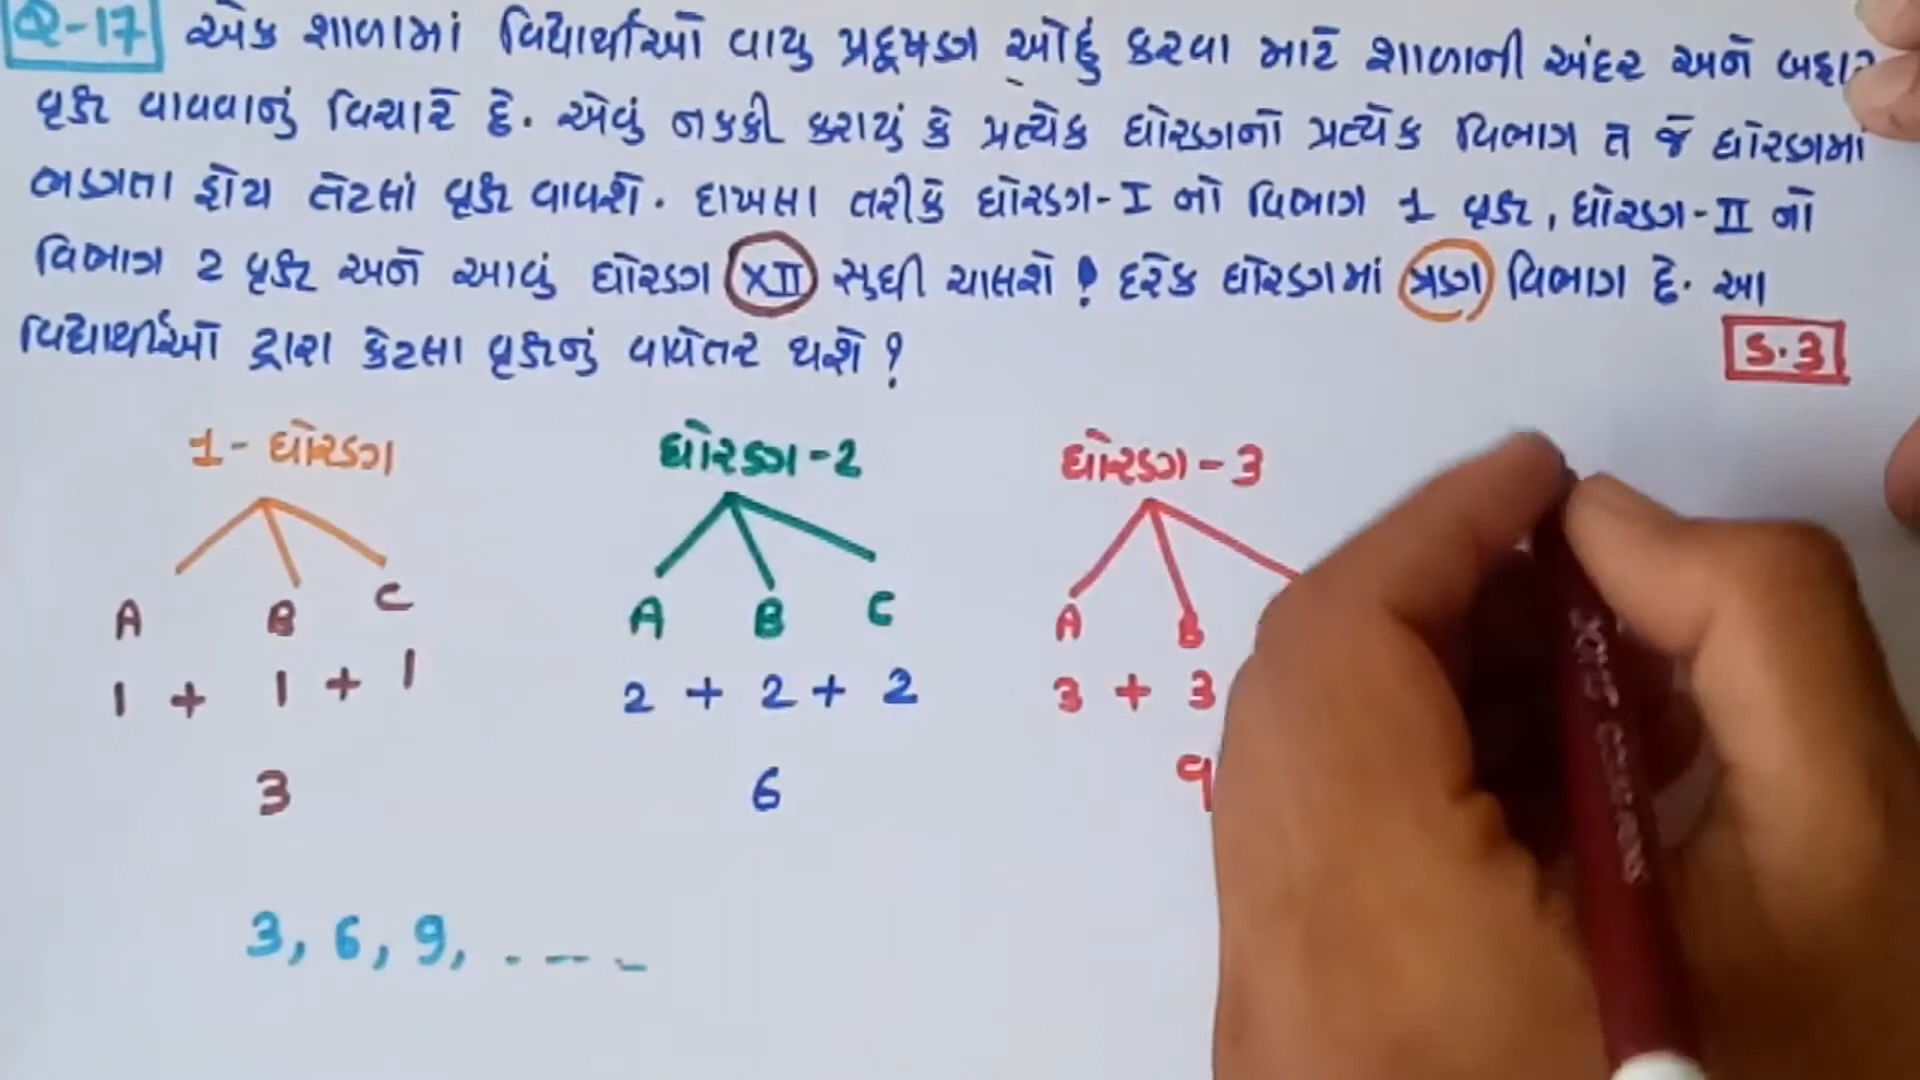 Q-17 એક શાળામાં વિદ્યાર્થીઓ વાયુ પ્રદૂષણ ઓછું કરવા માટે શાળાની અંદર અને બહાર
વૃક્ષ વાવવાનું વિચારે છે. એવું નક્કી કરાયું કે પ્રત્યેક ધોરણનો પ્રત્યેક વિભાગ તે જે ધોરણમાં
ભણતા હોય તેટલાં વૃક્ષ વાવશે. દાખલા તરીકે ધોરણ-I નો વિભાગ 1 વૃક્ષ, ધોરણ-II નો
વિભાગ 2 વૃક્ષ અને આવું ધોરણ XII સુધી ચાલશે. દરેક ધોરણમાં ત્રણ વિભાગ છે. આ
વિદ્યાર્થીઓ દ્વારા કેટલા વૃક્ષનું વાવેતર થશે ?
5.3
1-ધોરણ ધોરણ-2 ધોરણ-3
A B C A B C A B
1 + 1 + 1 2 + 2 + 2 3 + 3
3 6 9
3, 6, 9, . - - -